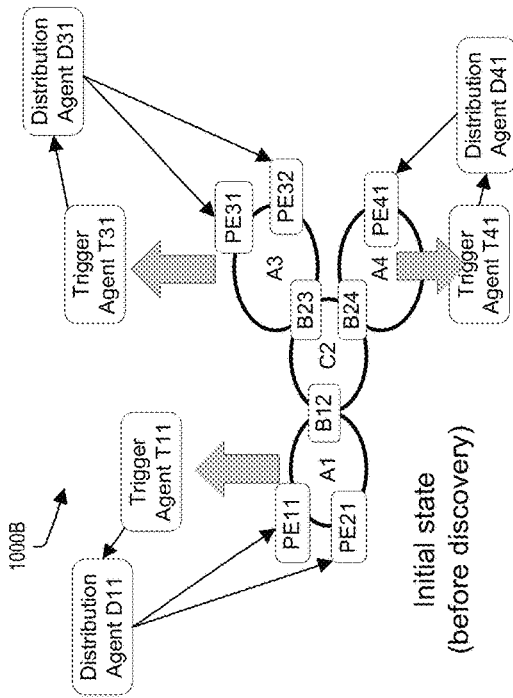 1000B
Distribution
Agent D11
Trigger
Agent T11
PE11
PE21
A1
B12
C2
B23
B24
A3
A4
PE31
PE32
PE41
Trigger
Agent T31
Distribution
Agent D31
Trigger
Agent T41
Distribution
Agent D41
Initial state
(before discovery)